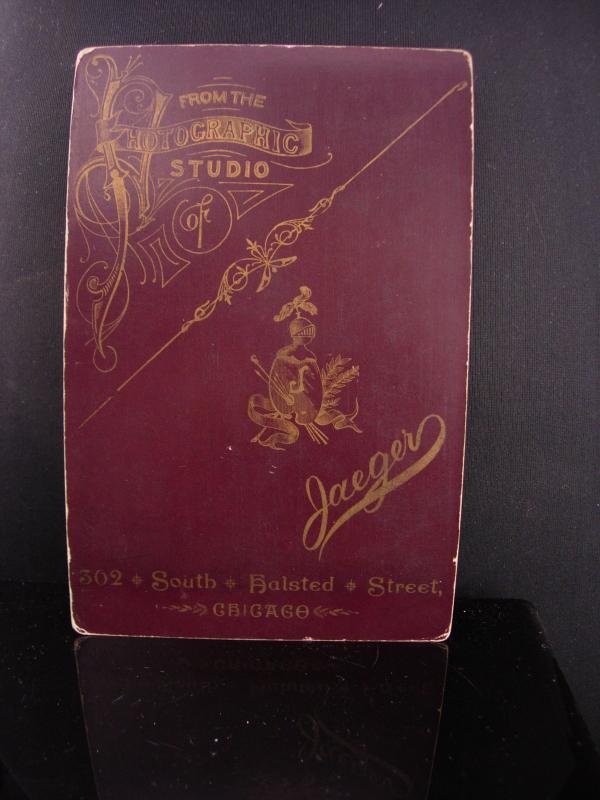 FROM THE
PHOTOGRAPHIC
STUDIO
of
Jaeger
302 South Halsted Street,
CHICAGO